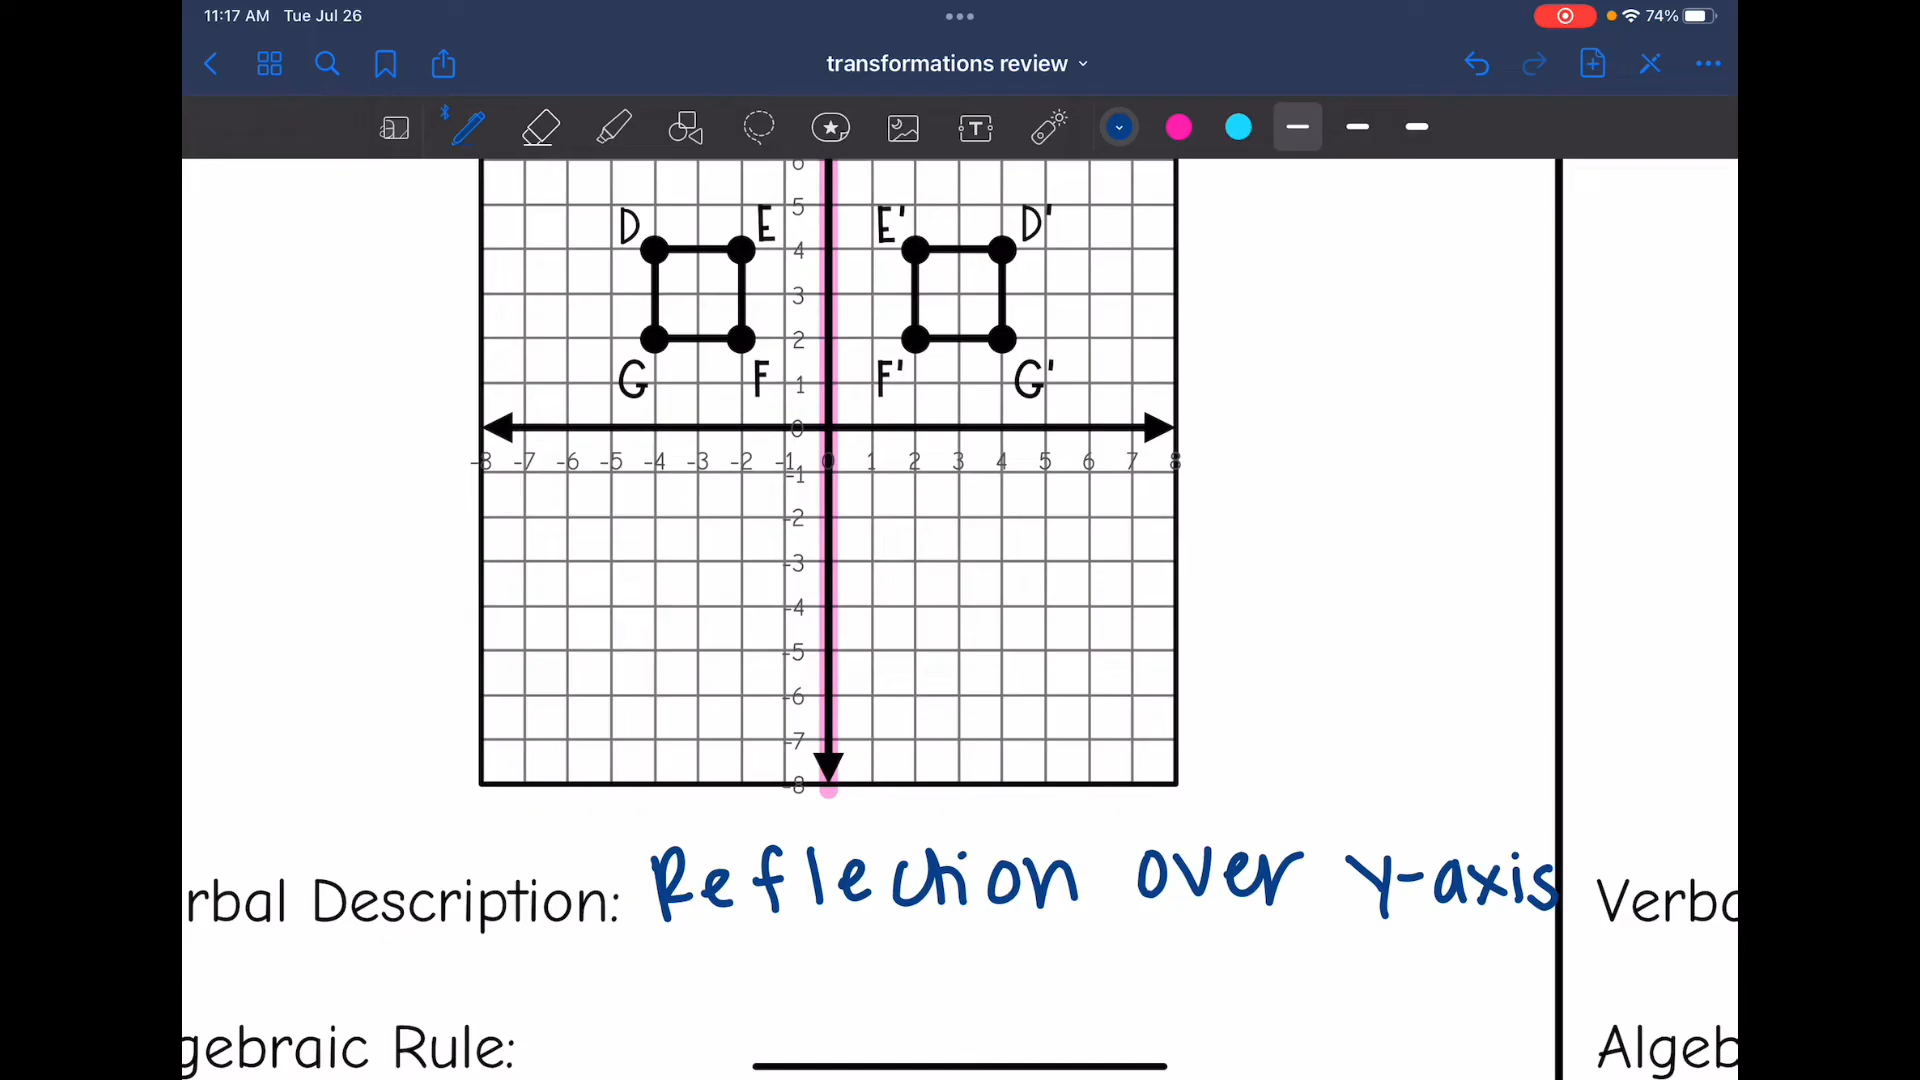 11:17 AM Tue Jul 26
74%
transformations review
T
6
D E 5 E' D'
4
3
2
G F 1 F' G'
0
-8 -7 -6 -5 -4 -3 -2 -1 0 1 2 3 4 5 6 7 8
-1
-2
-3
-4
-5
-6
-7
-8
rbal Description: Reflection over y-axis
Verba
gebraic Rule:
Algeb